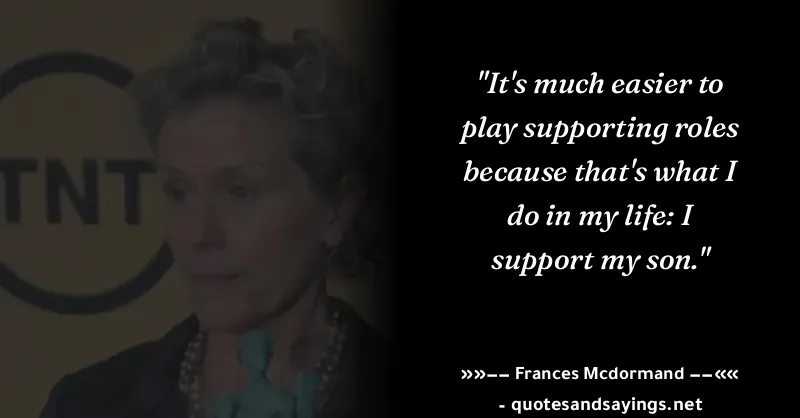 TNT
"It's much easier to
play supporting roles
because that's what I
do in my life: I
support my son."
»»−− Frances Mcdormand −−««
- quotesandsayings.net